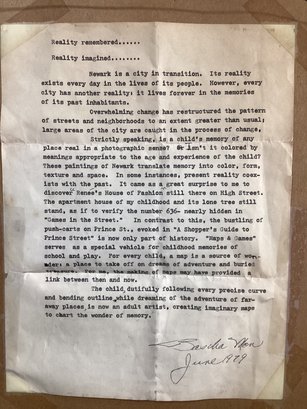 Reality remembered......
Reality imagined........
Newark is a city in transition. Its reality
exists every day in the lives of its people. However, every
city has another reality: it lives forever in the memories
of its past inhabitants.
Overwhelming change has restructured the pattern
of streets and neighborhoods to an extent greater than usual;
large areas of the city are caught in the process of change.
Strictly speaking, is a child's memory of any
place real in a photographic sense? Or isn't it colored by
meanings appropriate to the age and experience of the child?
These paintings of Newark translate memory into color, form,
texture and space. In some instances, present reality coex-
ists with the past. It came as a great surprise to me to
discover Renee's House of Fashion still there on High Street.
The apartment house of my childhood and its lone tree still
stand, as if to verify the number 636- nearly hidden in
"Games in the Street." In contrast to this, the bustling of
push-carts on Prince St., evoked in "A Shopper's Guide to
Prince Street" is now only part of history. "Maps & Games"
serves as a special vehicle for childhood memories of
school and play. For every child, a map is a source of won-
der: a place to take off on dreams of adventure and buried
treasure. For me, the making of maps may have provided a
link between then and now.
The child dutifully following every precise curve
and bending outline while dreaming of the adventure of far-
away places is now an adult artist, creating imaginary maps
to chart the wonder of memory.
June 1979